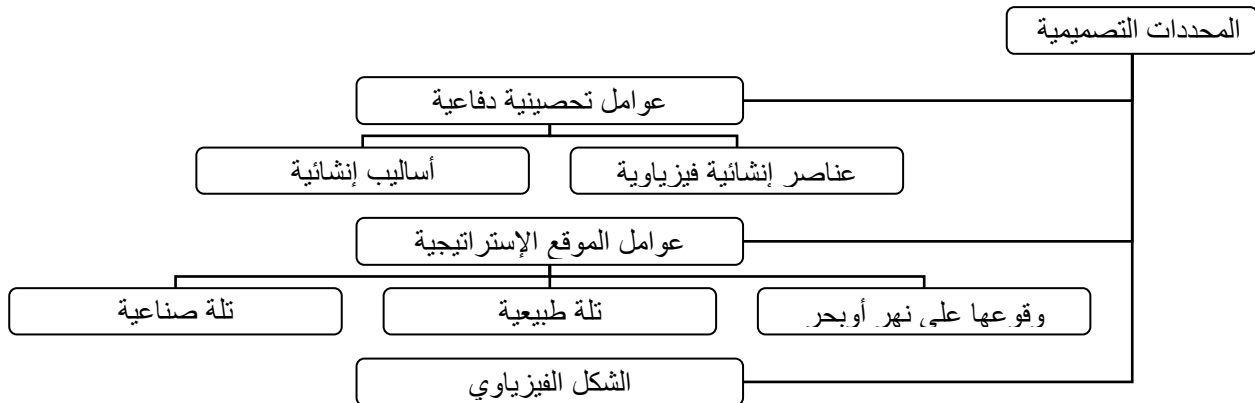 المحددات التصميمية
عوامل تحصينية دفاعية
عناصر إنشائية فيزياوية
أساليب إنشائية
عوامل الموقع الإستراتيجية
وقوعها على نهر أوبحر
تلة طبيعية
تلة صناعية
الشكل الفيزياوي